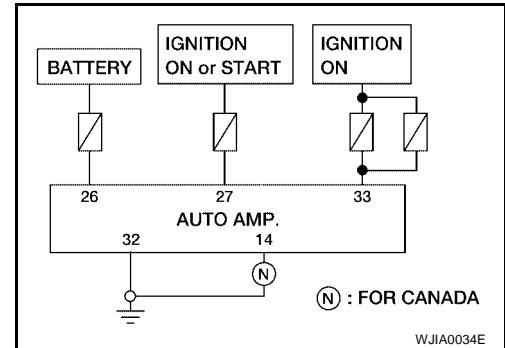 BATTERY
IGNITION
ON or START
IGNITION
ON
26
27
33
AUTO AMP.
32
14
N
N : FOR CANADA
WJIA0034E